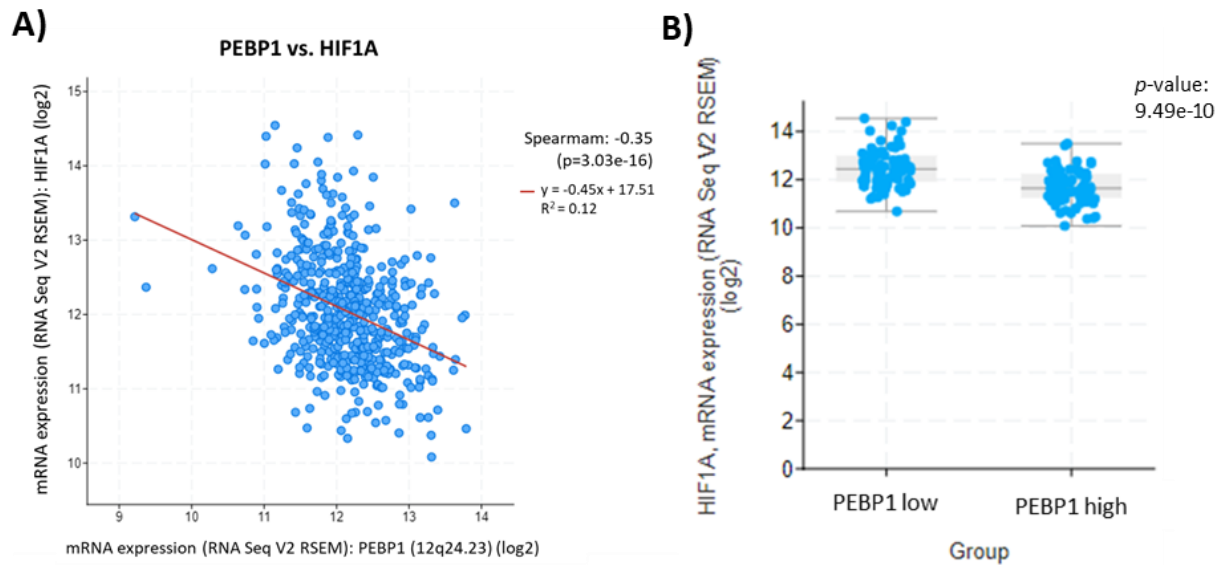 A)
PEBP1 vs. HIF1A
mRNA expression (RNA Seq V2 RSEM): HIF1A (log2)
15
14
13
12
11
10
9
10
11
12
13
14
mRNA expression (RNA Seq V2 RSEM): PEBP1 (12q24.23) (log2)
Spearmam: -0.35
(p=3.03e-16)
y = -0.45x + 17.51
R² = 0.12
B)
HIF1A, mRNA expression (RNA Seq V2 RSEM)
(log2)
14
12
10
8
6
4
2
0
PEBP1 low
PEBP1 high
Group
p-value:
9.49e-10